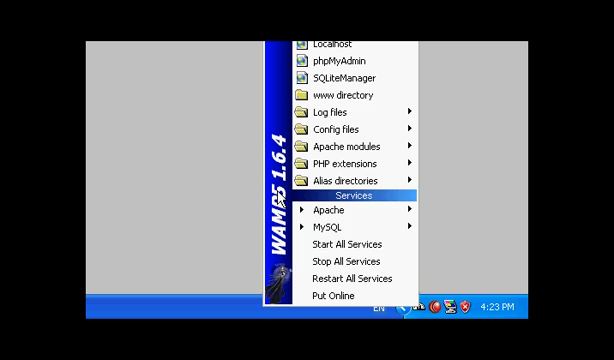 Localhost
phpMyAdmin
SQLiteManager
www directory
Log files
Config files
Apache modules
PHP extensions
Alias directories
Services
Apache
MySQL
Start All Services
Stop All Services
Restart All Services
Put Online
WAMP5 1.6.4
EN
4:23 PM